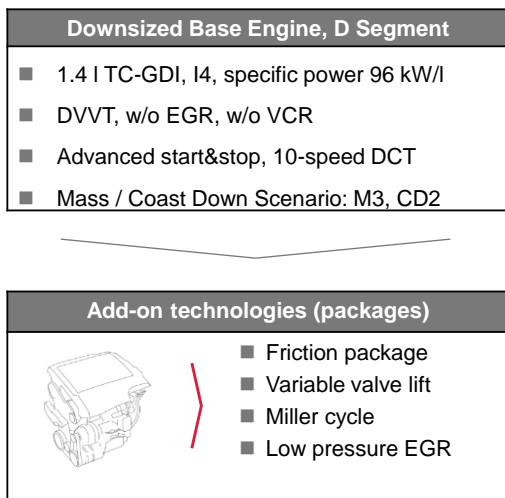 Downsized Base Engine, D Segment
■ 1.4 l TC-GDI, I4, specific power 96 kW/l
■ DVVT, w/o EGR, w/o VCR
■ Advanced start&stop, 10-speed DCT
■ Mass / Coast Down Scenario: M3, CD2
Add-on technologies (packages)
■ Friction package
■ Variable valve lift
■ Miller cycle
■ Low pressure EGR